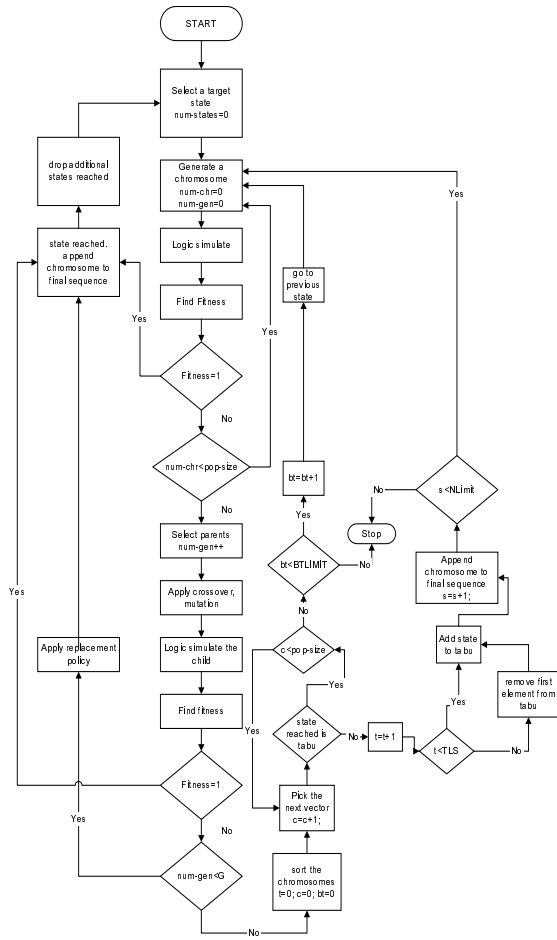 START
Select a target
state
num-states=0
drop additional
states reached
Generate a
chromosome
num-chr=0
num-gen=0
Yes
state reached.
append
chromosome to
final sequence
Logic simulate
go to
previous
state
Find Fitness
Yes
Yes
Fitness=1
No
num-chr<pop-size
bt=bt+1
s<NLimit
No
No
Yes
Select parents
num-gen++
Stop
bt<BTLIMIT
No
Append
chromosome to
final sequence
s=s+1;
Apply crossover,
mutation
Yes
No
Apply replacement
policy
Logic simulate the
child
c<pop-size
Add state
to tabu
Yes
remove first
element from
tabu
Find fitness
Yes
Yes
state
reached is
tabu
No
t=t+1
t<TLS
No
Fitness=1
Pick the
next vector
c=c+1;
Yes
No
num-gen<G
sort the
chromosomes
t=0; c=0; bt=0
No